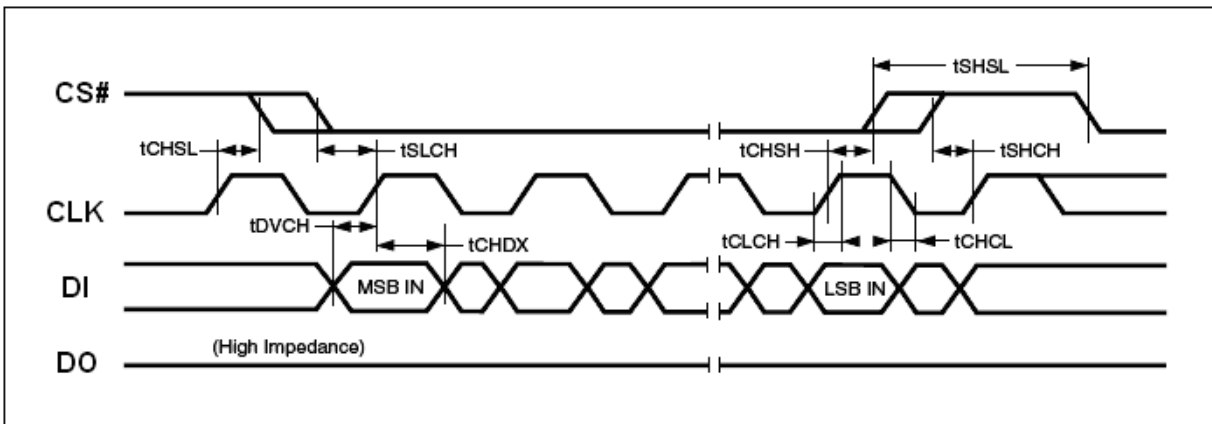 tSHSL
CS#
tCHSL
tSLCH
tCHSH
tSHCH
CLK
tDVCH
tCHDX
tCLCH
tCHCL
DI
MSB IN
LSB IN
(High Impedance)
DO